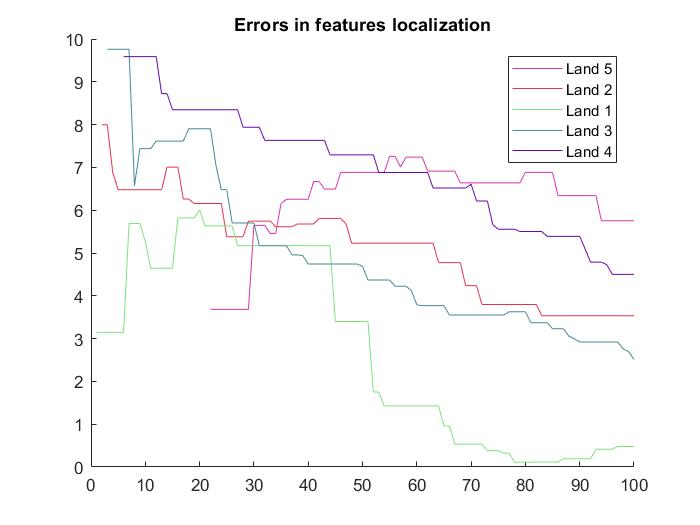 Errors in features localization
10
9
8
7
6
5
4
3
2
1
0
Land 5
Land 2
Land 1
Land 3
Land 4
0 10 20 30 40 50 60 70 80 90 100